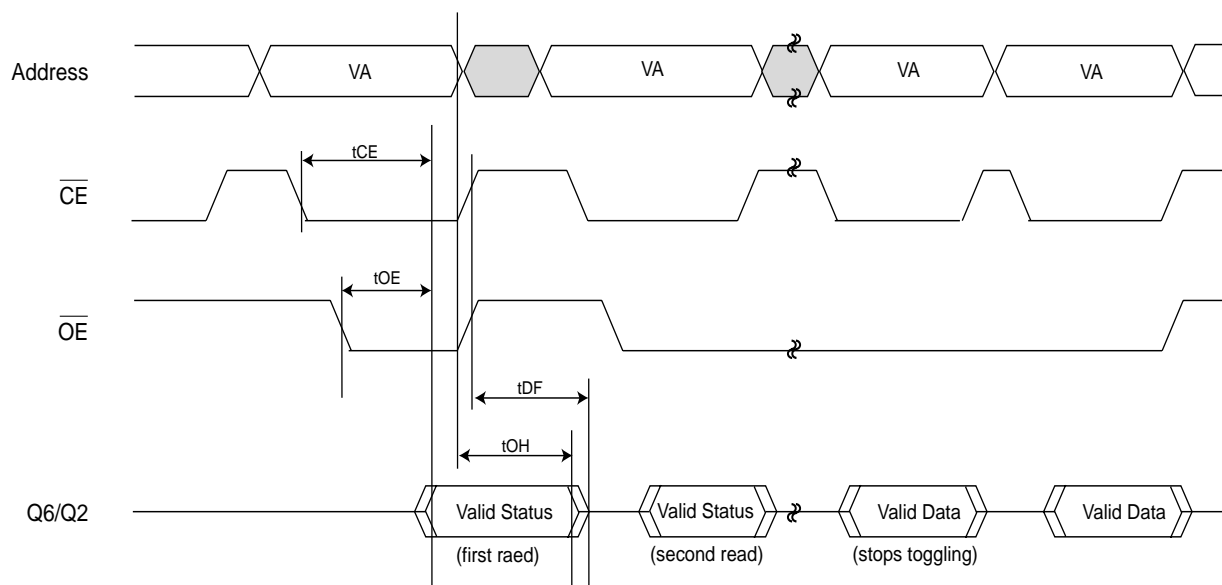 Address
VA
VA
VA
VA
tCE
CE
tOE
OE
tDF
tOH
Q6/Q2
Valid Status
Valid Status
Valid Data
Valid Data
(first raed)
(second read)
(stops toggling)